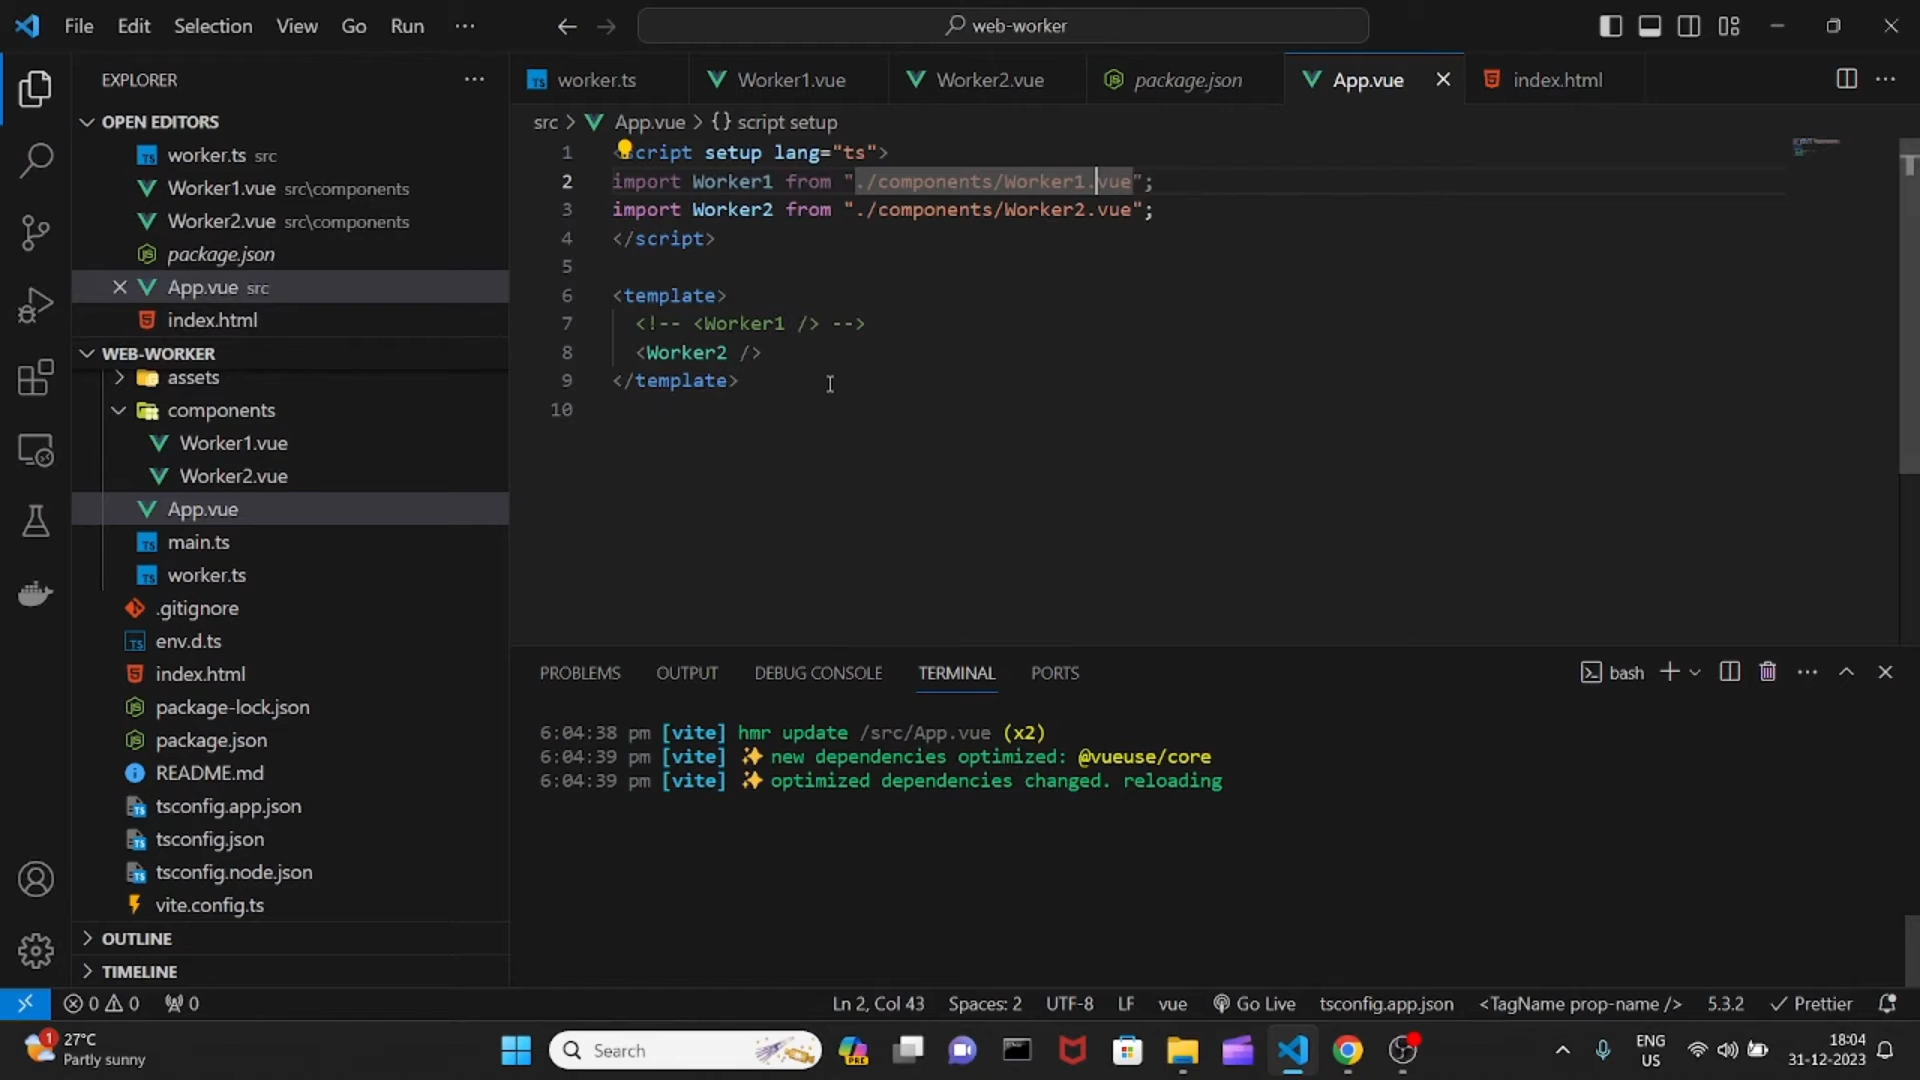 File Edit Selection View Go Run ···
web-worker
EXPLORER
OPEN EDITORS
worker.ts src
Worker1.vue src\components
Worker2.vue src\components
package.json
App.vue src
index.html
WEB-WORKER
assets
components
Worker1.vue
Worker2.vue
App.vue
main.ts
worker.ts
.gitignore
env.d.ts
index.html
package-lock.json
package.json
README.md
tsconfig.app.json
tsconfig.json
tsconfig.node.json
vite.config.ts
OUTLINE
TIMELINE
worker.ts Worker1.vue Worker2.vue package.json App.vue index.html
src > App.vue > {} script setup
1 <script setup lang="ts">
2 import Worker1 from "./components/Worker1.vue";
3 import Worker2 from "./components/Worker2.vue";
4 </script>
5
6 <template>
7 <!-- <Worker1 /> -->
8 <Worker2 />
9 </template>
10
PROBLEMS OUTPUT DEBUG CONSOLE TERMINAL PORTS
bash
6:04:38 pm [vite] hmr update /src/App.vue (x2)
6:04:39 pm [vite] ✨ new dependencies optimized: @vueuse/core
6:04:39 pm [vite] ✨ optimized dependencies changed. reloading
0 0 0 Ln 2, Col 43 Spaces: 2 UTF-8 LF vue Go Live tsconfig.app.json <TagName prop-name /> 5.3.2 Prettier
1
27°C
Partly sunny
Search
PRE
ENG
US
18:04
31-12-2023